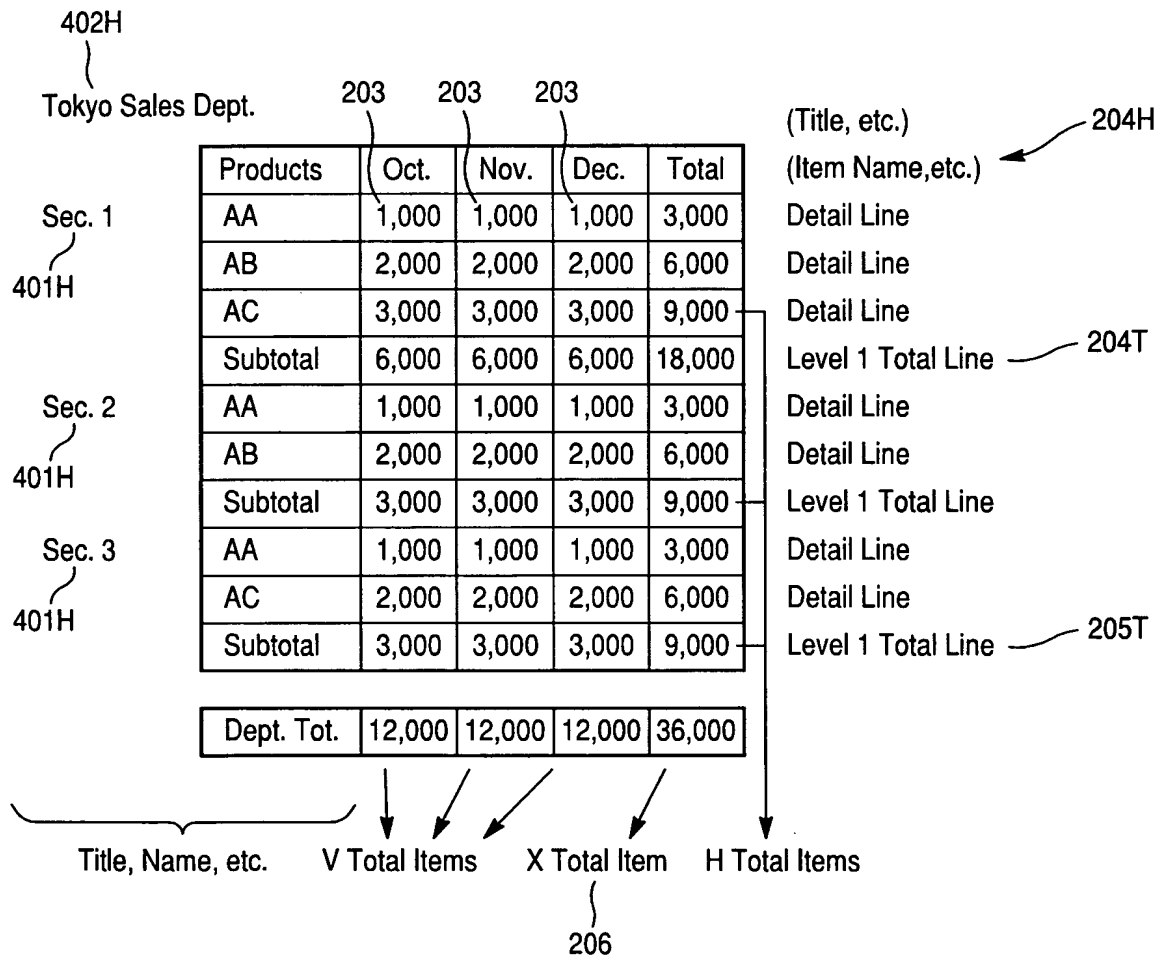 402H
Tokyo Sales Dept.
203 203 203
(Title, etc.)
204H
Products Oct. Nov. Dec. Total (Item Name,etc.)
Sec. 1 AA 1,000 1,000 1,000 3,000 Detail Line
401H
AB 2,000 2,000 2,000 6,000 Detail Line
AC 3,000 3,000 3,000 9,000 Detail Line
Subtotal 6,000 6,000 6,000 18,000 Level 1 Total Line 204T
Sec. 2 AA 1,000 1,000 1,000 3,000 Detail Line
401H
AB 2,000 2,000 2,000 6,000 Detail Line
Subtotal 3,000 3,000 3,000 9,000 Level 1 Total Line
Sec. 3 AA 1,000 1,000 1,000 3,000 Detail Line
401H
AC 2,000 2,000 2,000 6,000 Detail Line
Subtotal 3,000 3,000 3,000 9,000 Level 1 Total Line 205T
Dept. Tot. 12,000 12,000 12,000 36,000
Title, Name, etc. V Total Items X Total Item H Total Items
206